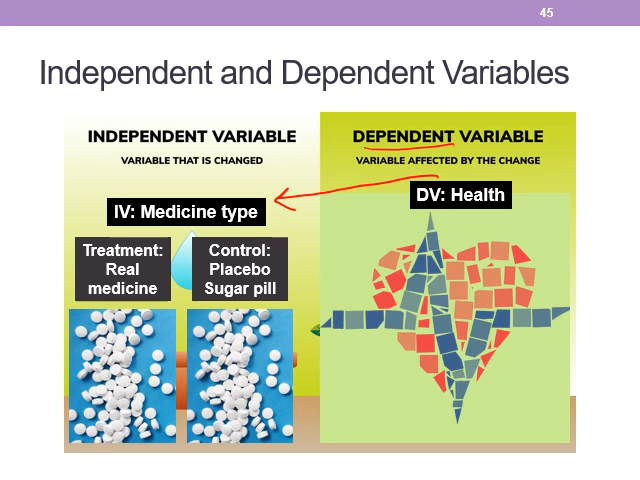 45
Independent and Dependent Variables
INDEPENDENT VARIABLE
VARIABLE THAT IS CHANGED
IV: Medicine type
Treatment:
Real
medicine
Control:
Placebo
Sugar pill
DEPENDENT VARIABLE
VARIABLE AFFECTED BY THE CHANGE
DV: Health